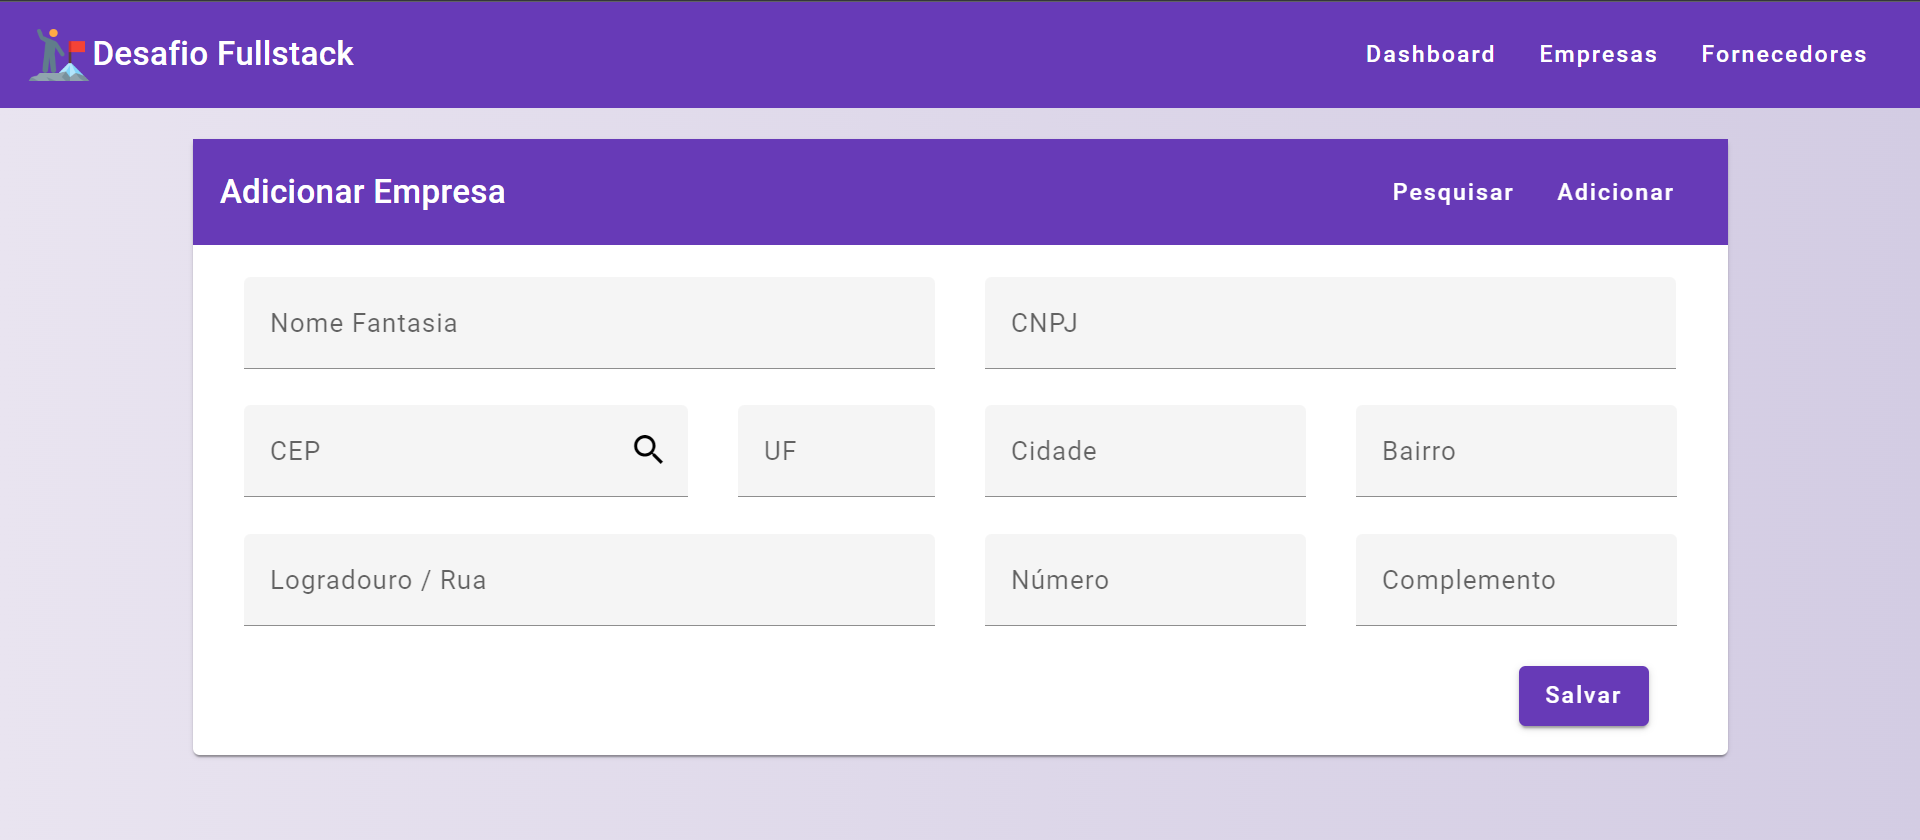 Desafio Fullstack Dashboard Empresas Fornecedores
Adicionar Empresa Pesquisar Adicionar
Nome Fantasia CNPJ
CEP UF Cidade Bairro
Logradouro / Rua Número Complemento
Salvar